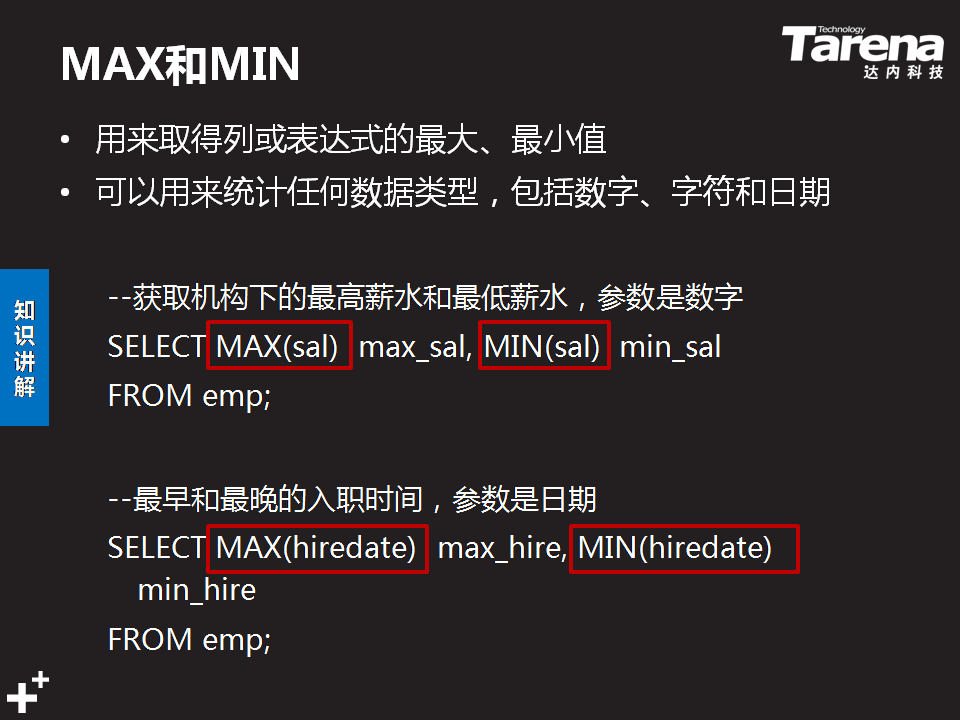 MAX和MIN
Technology
Tarena
达内科技
• 用来取得列或表达式的最大、最小值
• 可以用来统计任何数据类型，包括数字、字符和日期
知识讲解
--获取机构下的最高薪水和最低薪水，参数是数字
SELECT MAX(sal) max_sal, MIN(sal) min_sal
FROM emp;
--最早和最晚的入职时间，参数是日期
SELECT MAX(hiredate) max_hire, MIN(hiredate)
min_hire
FROM emp;